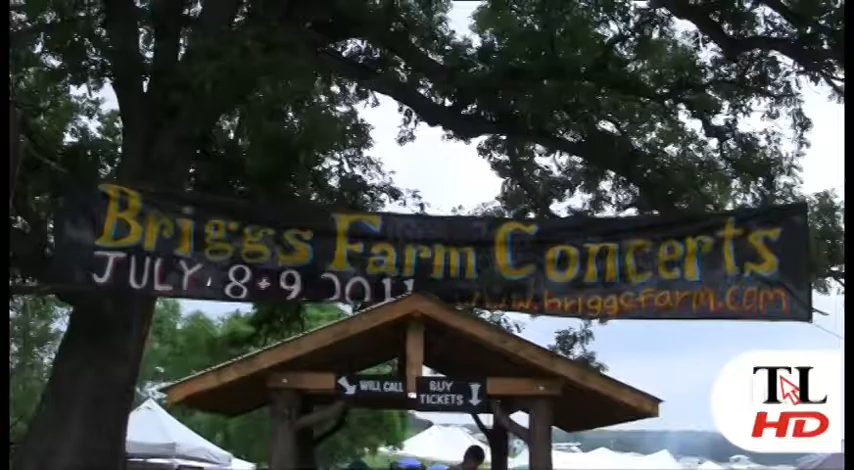 Briggs Farm Concerts
JULY 8+9 2011
www.briggsfarm.com
WILL CALL
BUY
TICKETS
TL
HD